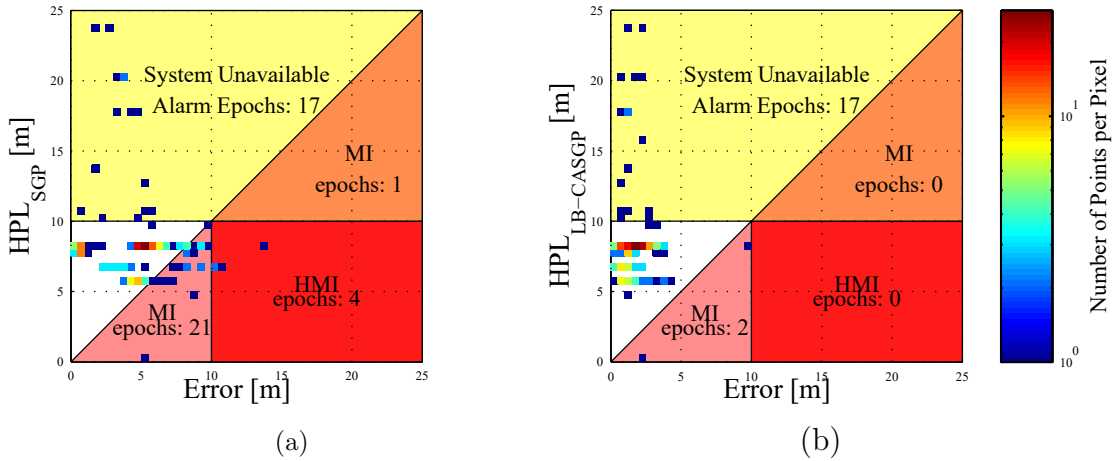 25
20
15
10
5
0
0 5 10 15 20 25
HPL_SGP [m]
Error [m]
System Unavailable
Alarm Epochs: 17
MI
epochs: 1
HMI
epochs: 4
MI
epochs: 21
(a)
25
20
15
10
5
0
0 5 10 15 20 25
HPL_LB−CASGP [m]
Error [m]
System Unavailable
Alarm Epochs: 17
MI
epochs: 0
HMI
epochs: 0
MI
epochs: 2
(b)
10^1
10^0
Number of Points per Pixel